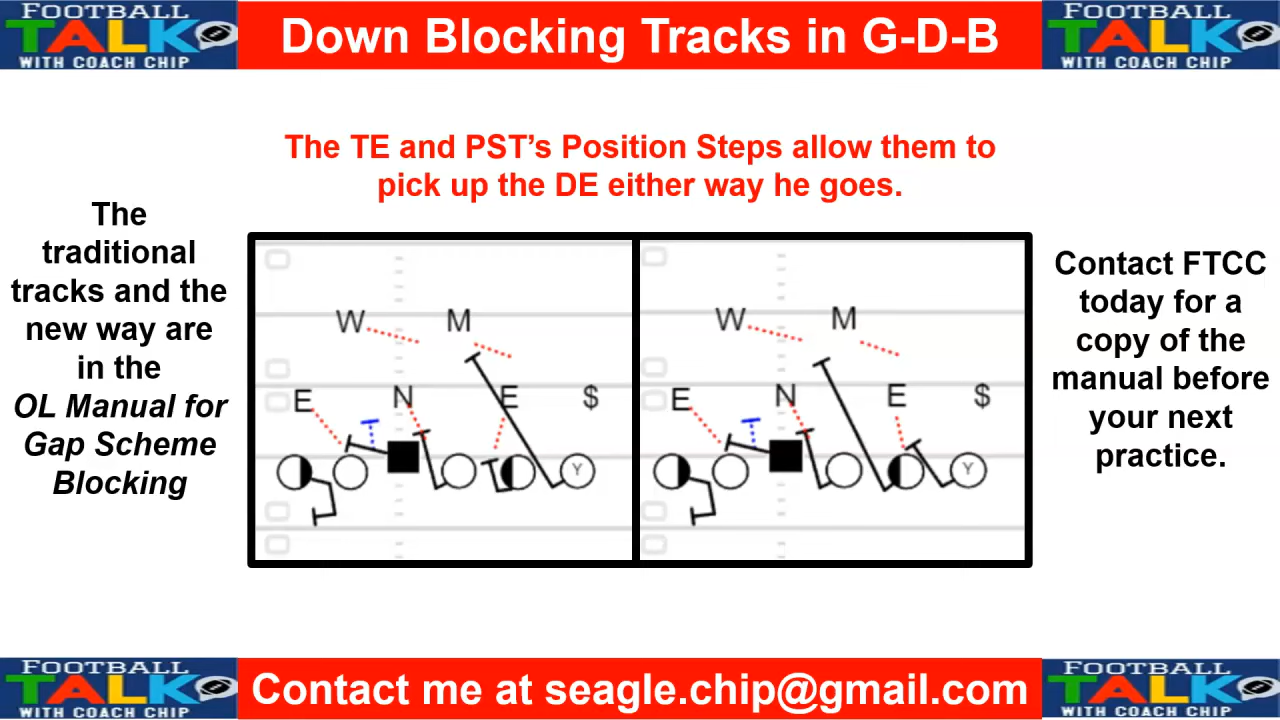 FOOTBALL
TALK
WITH COACH CHIP
Down Blocking Tracks in G-D-B
FOOTBALL
TALK
WITH COACH CHIP
The TE and PST’s Position Steps allow them to
pick up the DE either way he goes.
The
traditional
tracks and the
new way are
in the
OL Manual for
Gap Scheme
Blocking
W M
E N E $
Y
W M
E N E $
Y
Contact FTCC
today for a
copy of the
manual before
your next
practice.
FOOTBALL
TALK
WITH COACH CHIP
Contact me at seagle.chip@gmail.com
FOOTBALL
TALK
WITH COACH CHIP